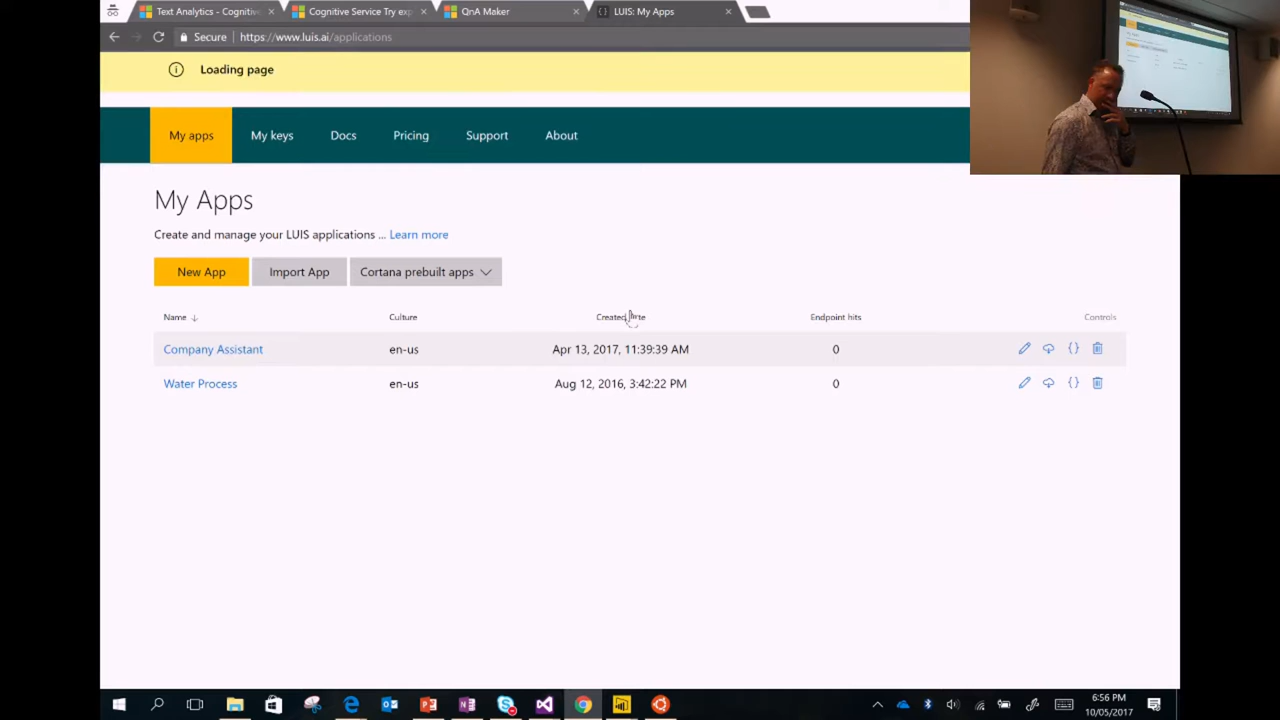 Text Analytics - Cognitiv
Cognitive Service Try exp
QnA Maker
LUIS: My Apps
Secure
https://www.luis.ai/applications
Loading page
My apps
My keys
Docs
Pricing
Support
About
My Apps
Create and manage your LUIS applications ... Learn more
New App
Import App
Cortana prebuilt apps
Name
Culture
Endpoint hits
Controls
Company Assistant
en-us
Apr 13, 2017, 11:39:39 AM
0
Water Process
en-us
Aug 12, 2016, 3:42:22 PM
0
6:56 PM
10/05/2017